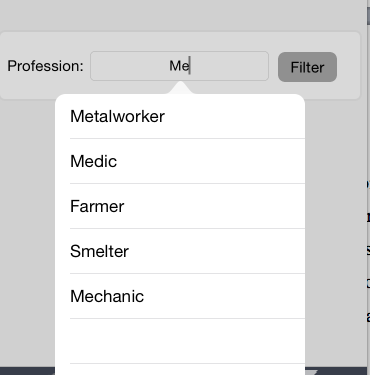 Profession: Me Filter
Metalworker
Medic
Farmer
Smelter
Mechanic